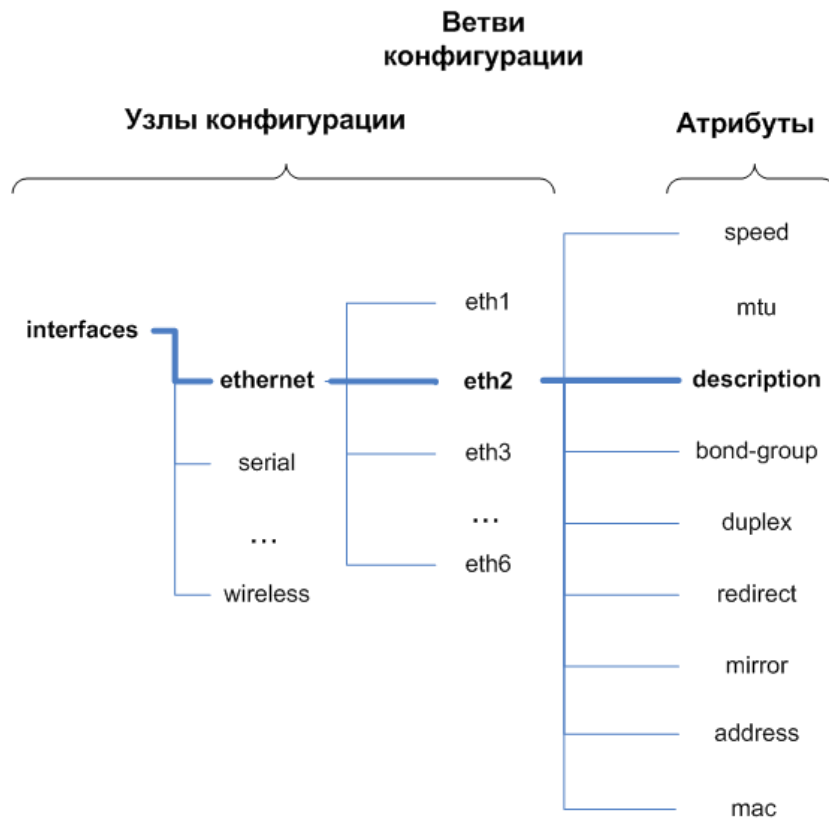 Ветви
конфигурации
Узлы конфигурации
Атрибуты
speed
eth1
mtu
interfaces
ethernet
eth2
description
serial
eth3
bond-group
...
...
duplex
wireless
eth6
redirect
mirror
address
mac